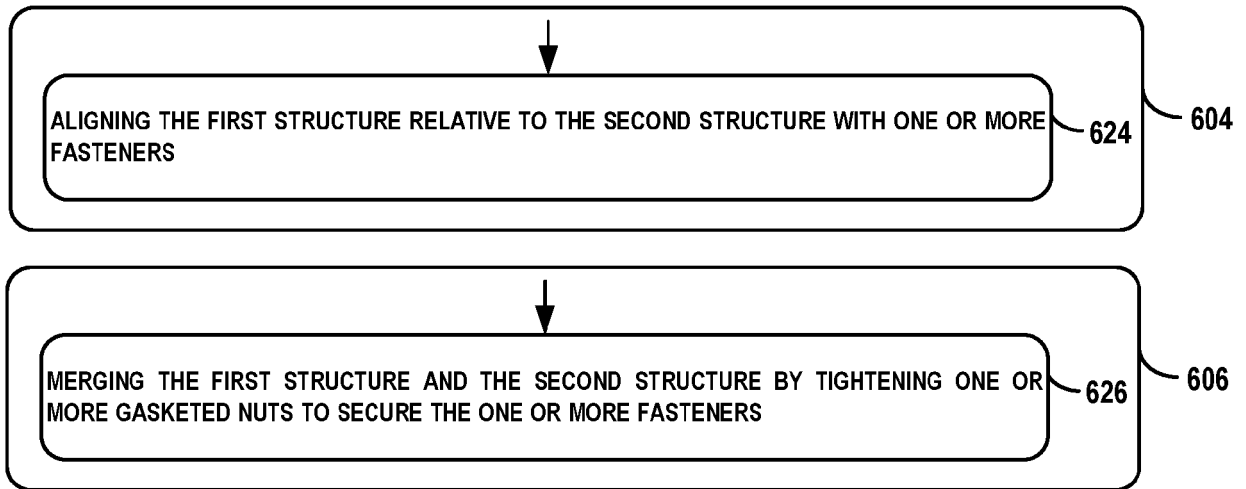 ALIGNING THE FIRST STRUCTURE RELATIVE TO THE SECOND STRUCTURE WITH ONE OR MORE
FASTENERS
624
604
MERGING THE FIRST STRUCTURE AND THE SECOND STRUCTURE BY TIGHTENING ONE OR
MORE GASKETED NUTS TO SECURE THE ONE OR MORE FASTENERS
626
606